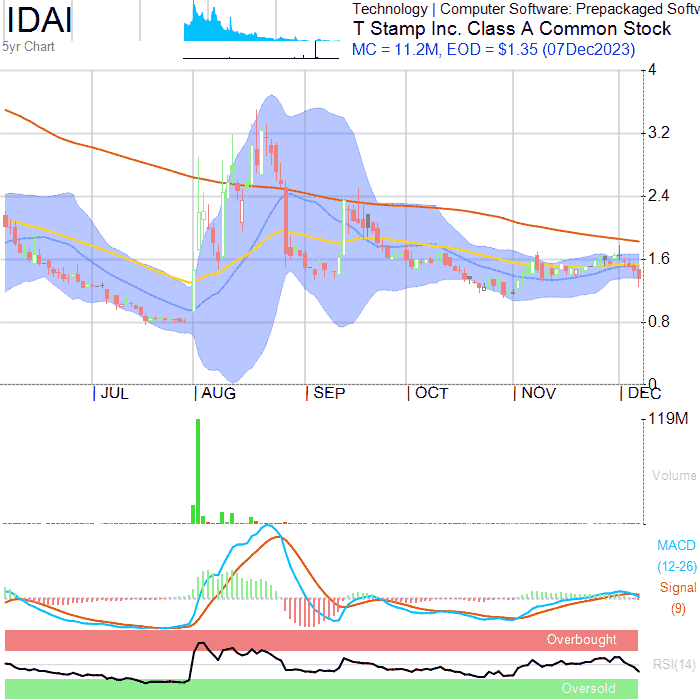 IDAI
5yr Chart
Technology | Computer Software: Prepackaged Softw
T Stamp Inc. Class A Common Stock
MC = 11.2M, EOD = $1.35 (07Dec2023)
4
3.2
2.4
1.6
0.8
0
JUL AUG SEP OCT NOV DEC
119M
Volume
MACD
(12-26)
Signal
(9)
Overbought
RSI(14)
Oversold